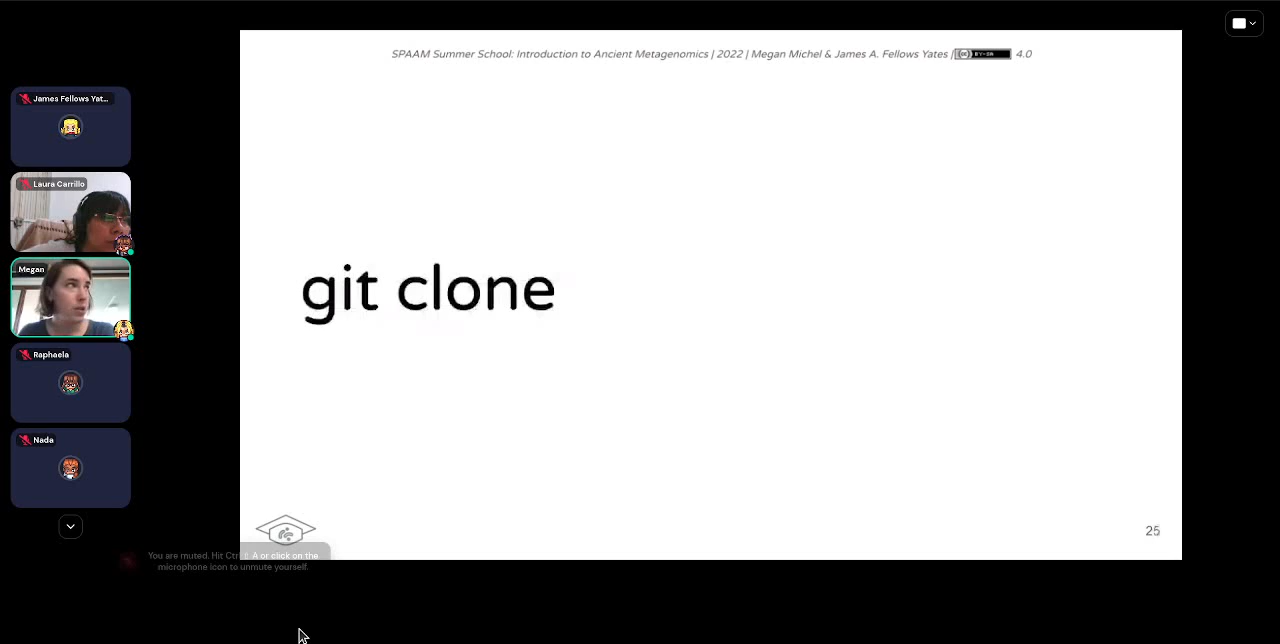 SPAAM Summer School: Introduction to Ancient Metagenomics | 2022 | Megan Michel & James A. Fellows Yates | BY-SA 4.0
James Fellows Yat...
Laura Carrillo
Megan
git clone
Raphaela
Nada
25
You are muted. Hit Ctrl ⇧ A or click on the
microphone icon to unmute yourself.